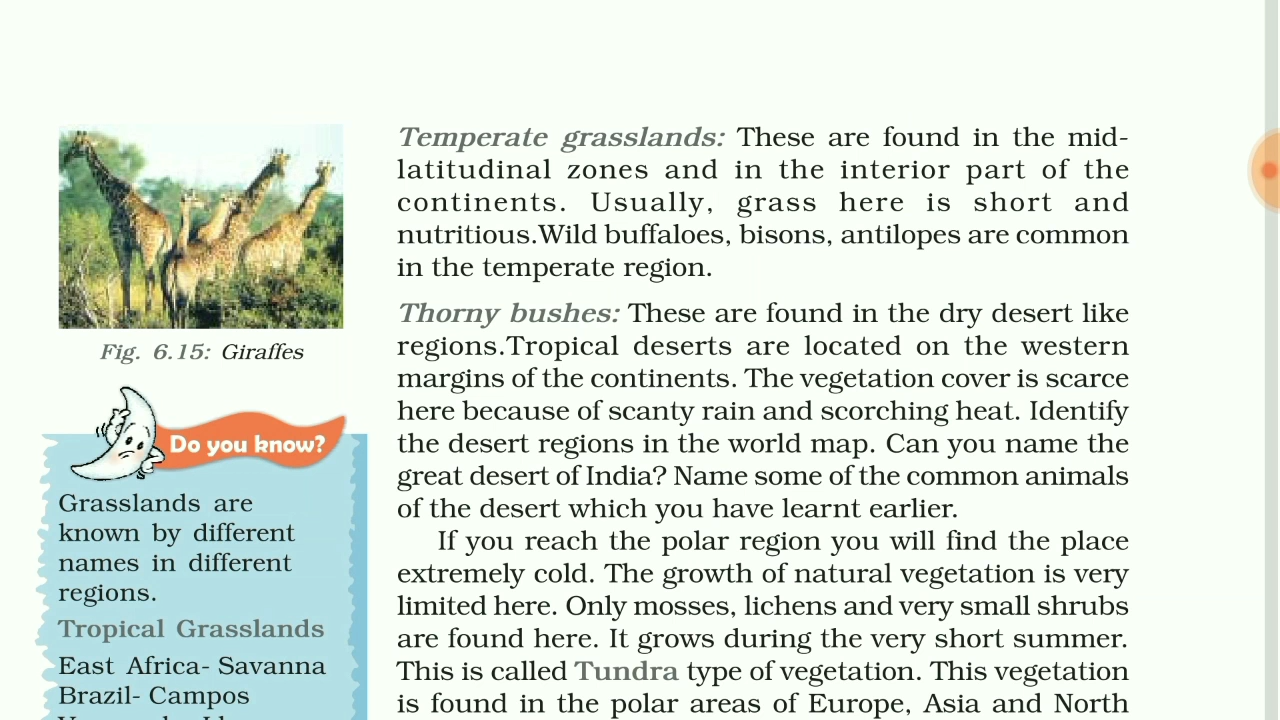 Temperate grasslands: These are found in the mid-
latitudinal zones and in the interior part of the
continents. Usually, grass here is short and
nutritious.Wild buffaloes, bisons, antilopes are common
in the temperate region.
Thorny bushes: These are found in the dry desert like
regions.Tropical deserts are located on the western
margins of the continents. The vegetation cover is scarce
here because of scanty rain and scorching heat. Identify
the desert regions in the world map. Can you name the
great desert of India? Name some of the common animals
of the desert which you have learnt earlier.
If you reach the polar region you will find the place
extremely cold. The growth of natural vegetation is very
limited here. Only mosses, lichens and very small shrubs
are found here. It grows during the very short summer.
This is called Tundra type of vegetation. This vegetation
is found in the polar areas of Europe, Asia and North
Fig. 6.15: Giraffes
Do you know?
Grasslands are
known by different
names in different
regions.
Tropical Grasslands
East Africa- Savanna
Brazil- Campos